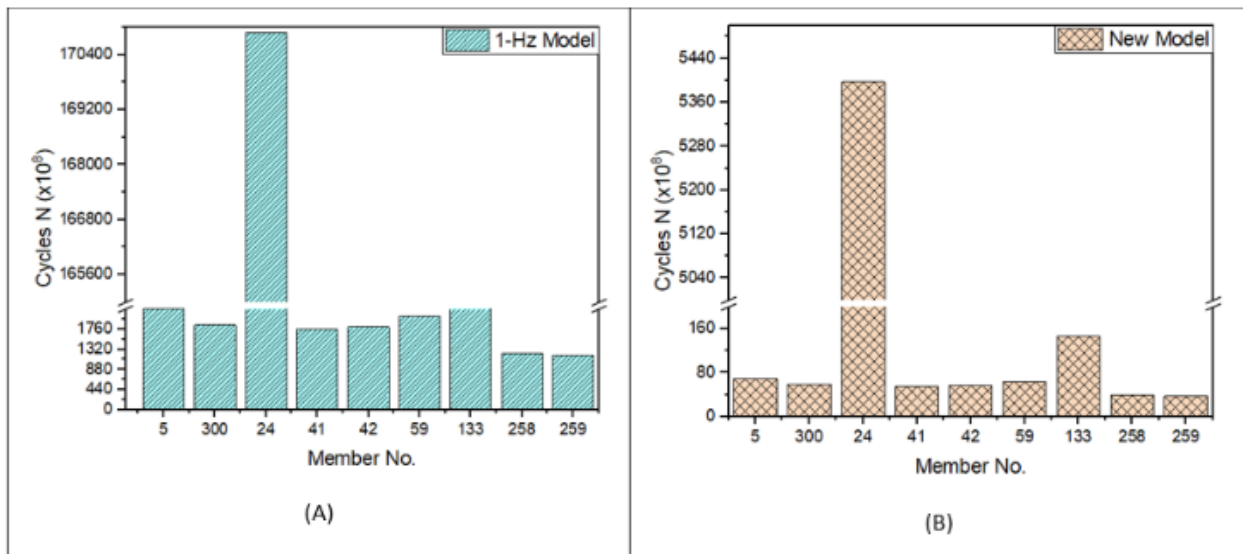 1-Hz Model
170400
169200
168000
166800
165600
1760
1320
880
440
0
Cycles N (x10⁸)
5 300 24 41 42 59 133 258 259
Member No.
(A)
New Model
5440
5360
5280
5200
5120
5040
160
80
0
Cycles N (x10⁸)
5 300 24 41 42 59 133 258 259
Member No.
(B)